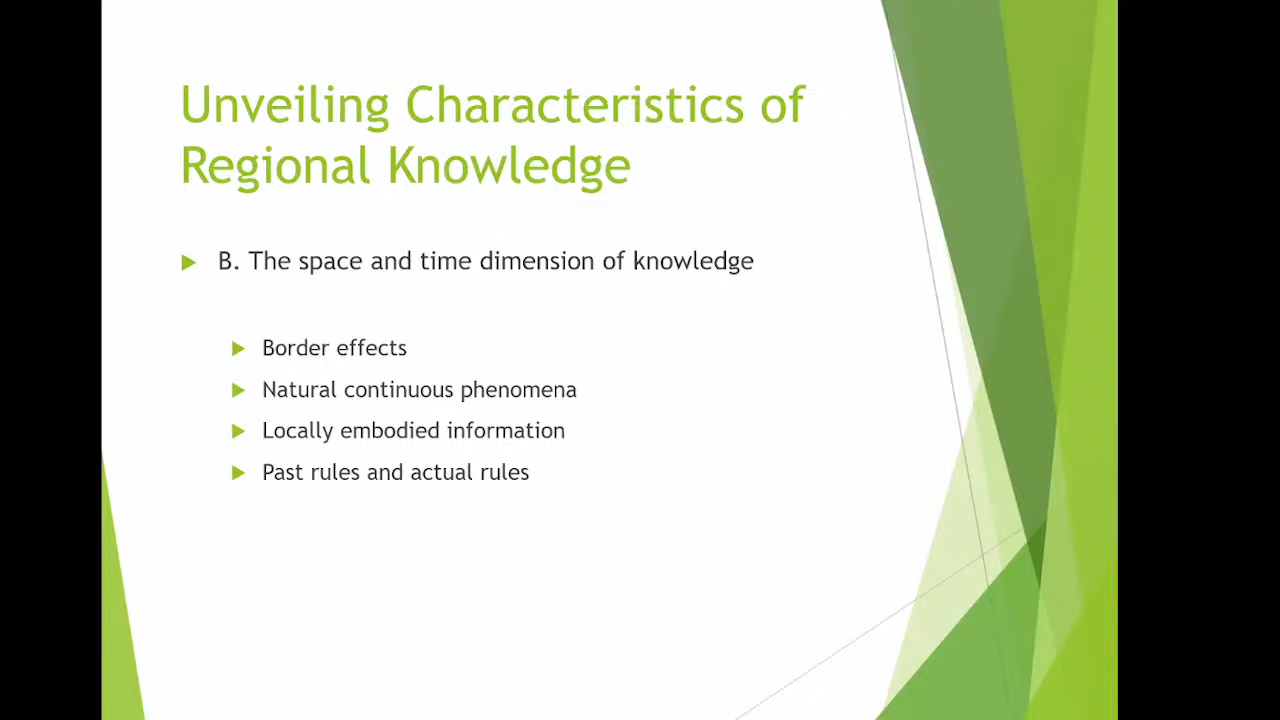 Unveiling Characteristics of
Regional Knowledge
B. The space and time dimension of knowledge
Border effects
Natural continuous phenomena
Locally embodied information
Past rules and actual rules